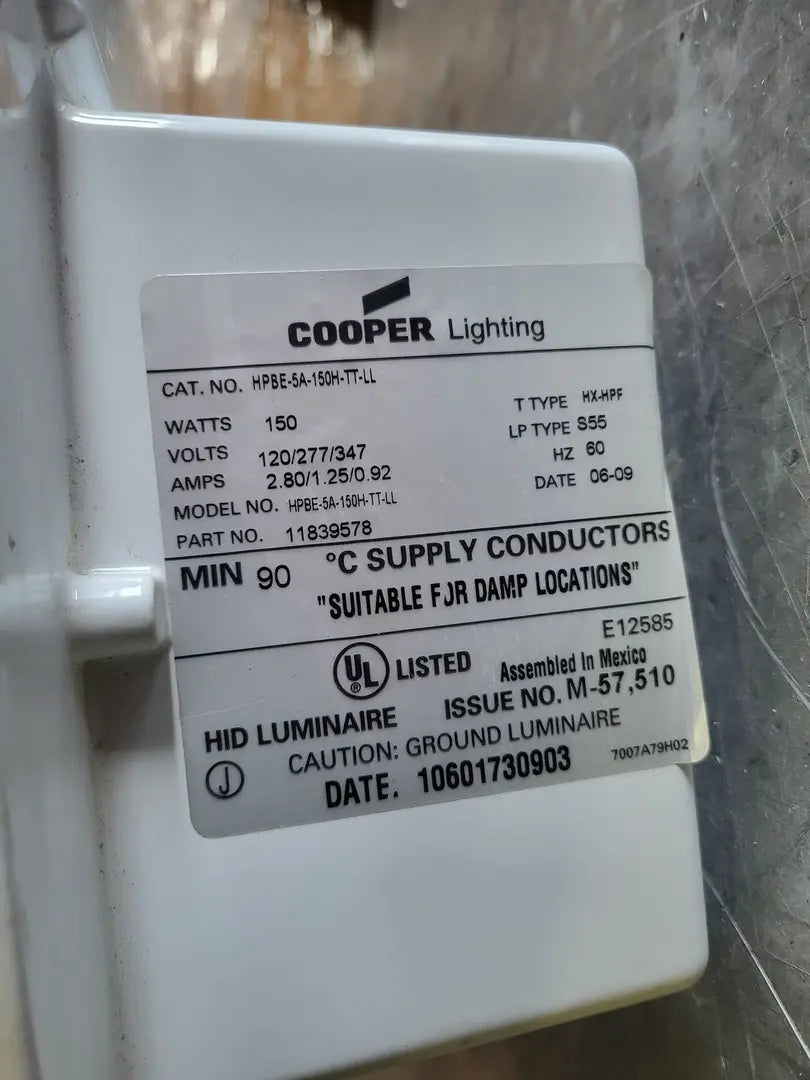 COOPER Lighting
CAT. NO. HPBE-5A-150H-TT-LL
WATTS 150 T TYPE HX-HPF
VOLTS 120/277/347 LP TYPE S55
AMPS 2.80/1.25/0.92 HZ 60
MODEL NO. HPBE-5A-150H-TT-LL DATE 06-09
PART NO. 11839578
MIN 90 °C SUPPLY CONDUCTORS
"SUITABLE FOR DAMP LOCATIONS"
E12585
UL ® LISTED Assembled In Mexico
HID LUMINAIRE ISSUE NO. M-57,510
J CAUTION: GROUND LUMINAIRE
DATE. 10601730903 7007A79H02